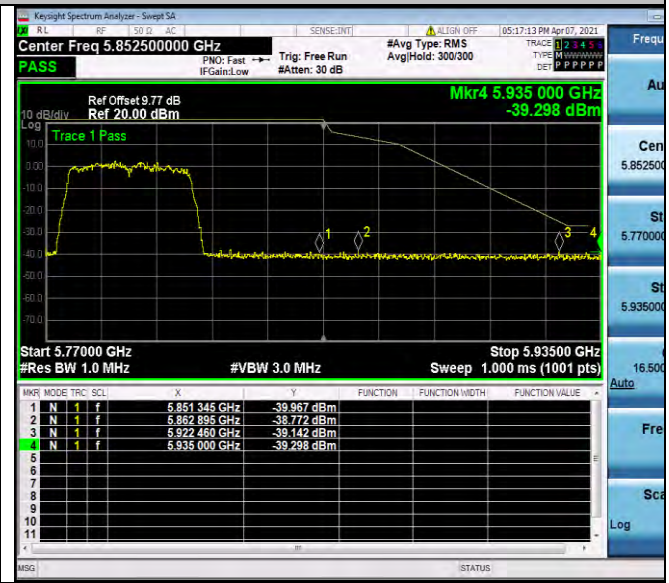 Keysight Spectrum Analyzer - Swept SA
RL RF 50 Ω AC SENSE:INT ALIGN OFF 05:17:13 PM Apr 07, 2021
Center Freq 5.852500000 GHz
PASS
PNO: Fast
IFGain:Low
Trig: Free Run
#Atten: 30 dB
#Avg Type: RMS
Avg|Hold: 300/300
TRACE 1 2 3 4 5 6
TYPE M W W W W W
DET P P P P P P
Ref Offset 9.77 dB
10 dB/div Ref 20.00 dBm
Log
Mkr4 5.935 000 GHz
-39.298 dBm
Trace 1 Pass
10.0
0.00
-10.0
-20.0
-30.0
-40.0
-50.0
-60.0
-70.0
1 2 3 4
Start 5.77000 GHz Stop 5.93500 GHz
#Res BW 1.0 MHz #VBW 3.0 MHz Sweep 1.000 ms (1001 pts)
MKR MODE TRC SCL X Y FUNCTION FUNCTION WIDTH FUNCTION VALUE
1 N 1 f 5.851 345 GHz -39.967 dBm
2 N 1 f 5.862 895 GHz -38.772 dBm
3 N 1 f 5.922 460 GHz -39.142 dBm
4 N 1 f 5.935 000 GHz -39.298 dBm
5
6
7
8
9
10
11
MSG STATUS
Frequ
Au
Cen
5.852500
St
5.770000
St
5.935000
16.500
Auto
Fre
Sca
Log